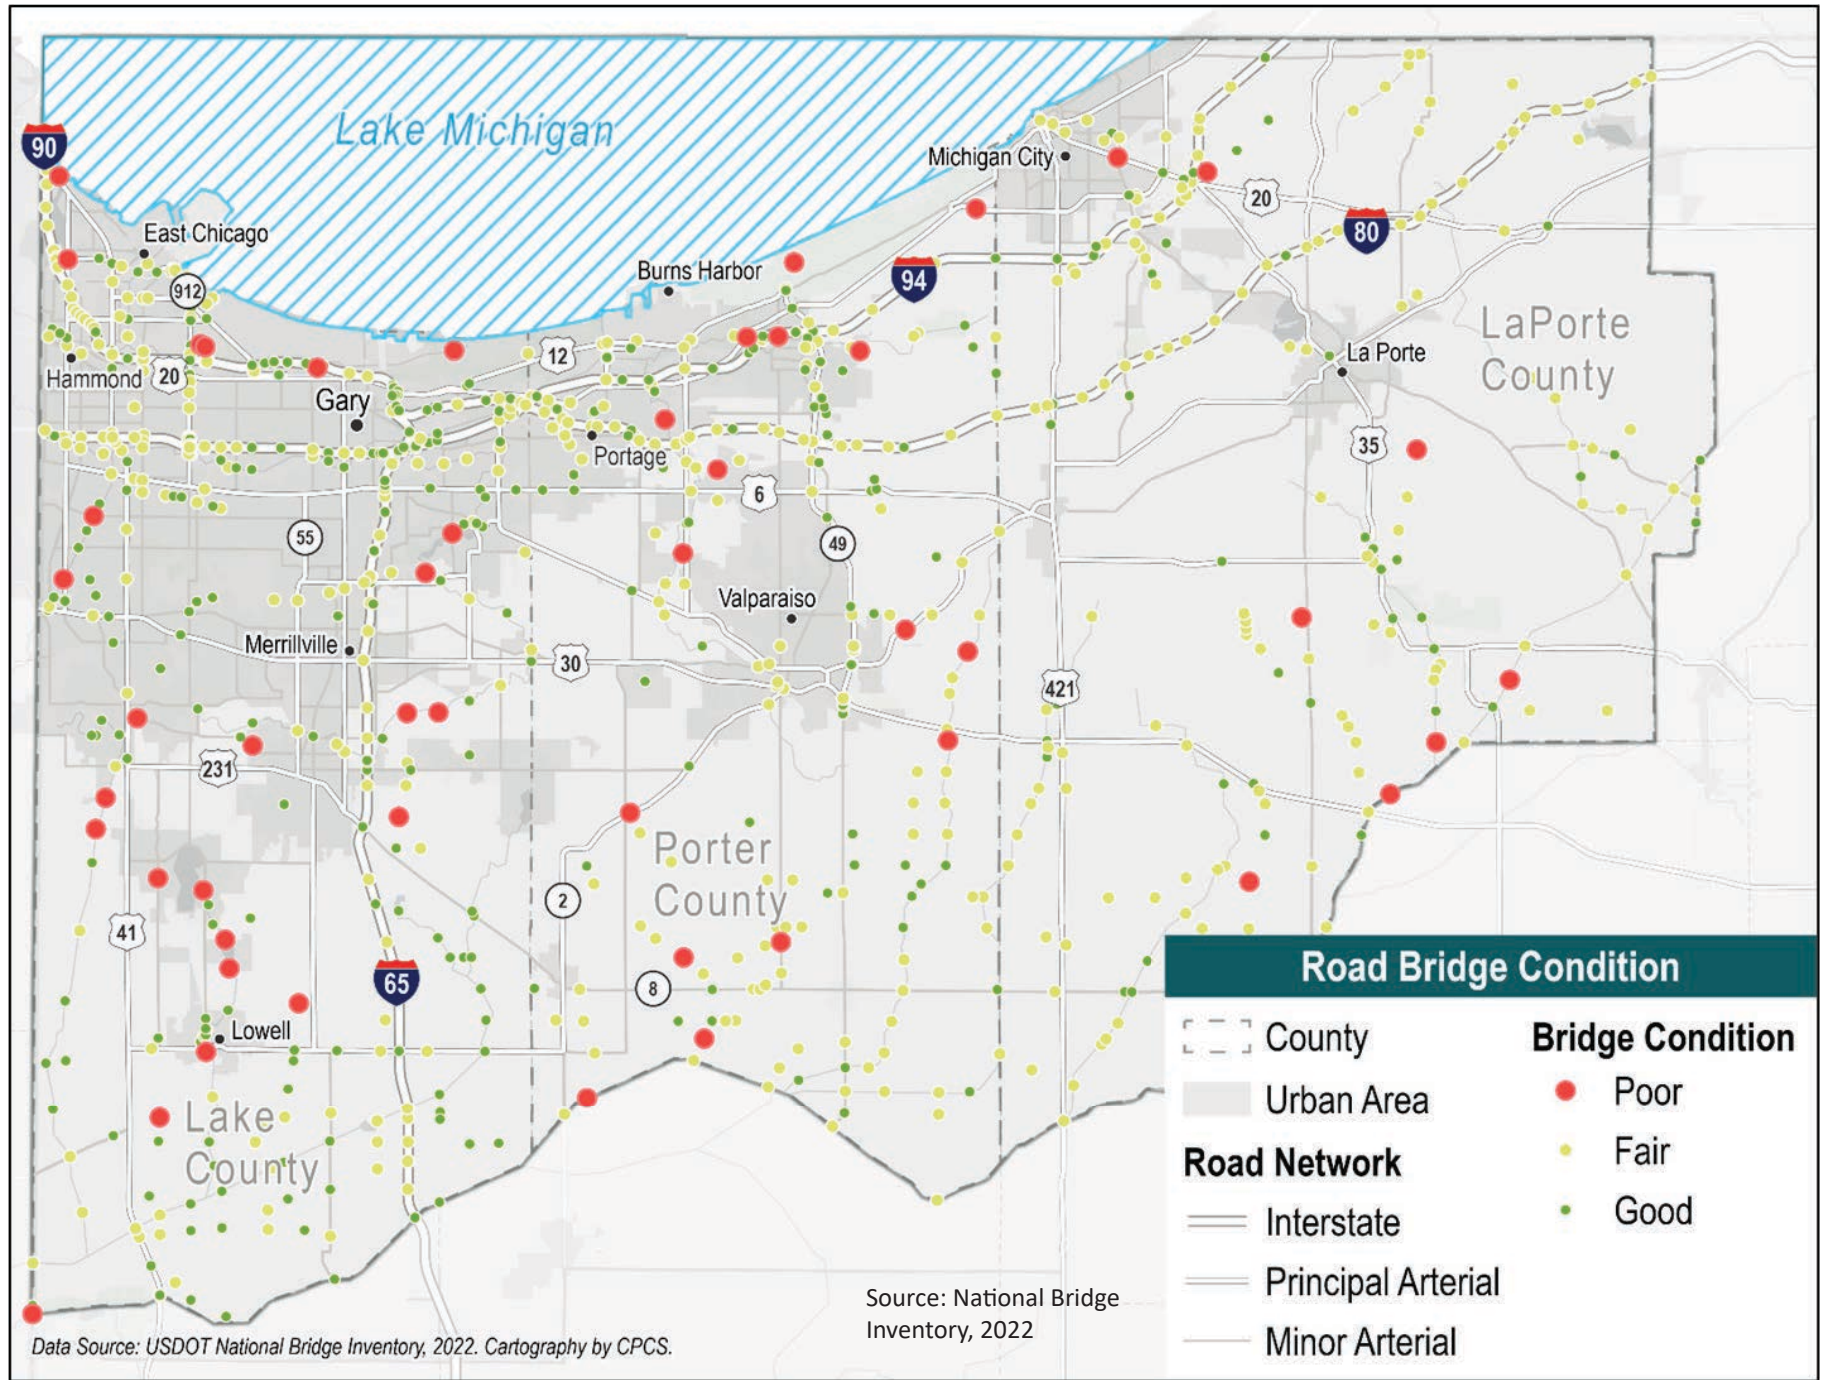 Lake Michigan
90
Michigan City
20
East Chicago
80
Burns Harbor
94
912
LaPorte
County
12
La Porte
Hammond
20
Gary
35
Portage
6
55
49
Valparaiso
Merrillville
30
421
231
Porter
County
2
41
65
8
Lowell
Lake
County
Road Bridge Condition
County
Urban Area
Road Network
Interstate
Principal Arterial
Minor Arterial
Bridge Condition
Poor
Fair
Good
Source: National Bridge
Inventory, 2022
Data Source: USDOT National Bridge Inventory, 2022. Cartography by CPCS.